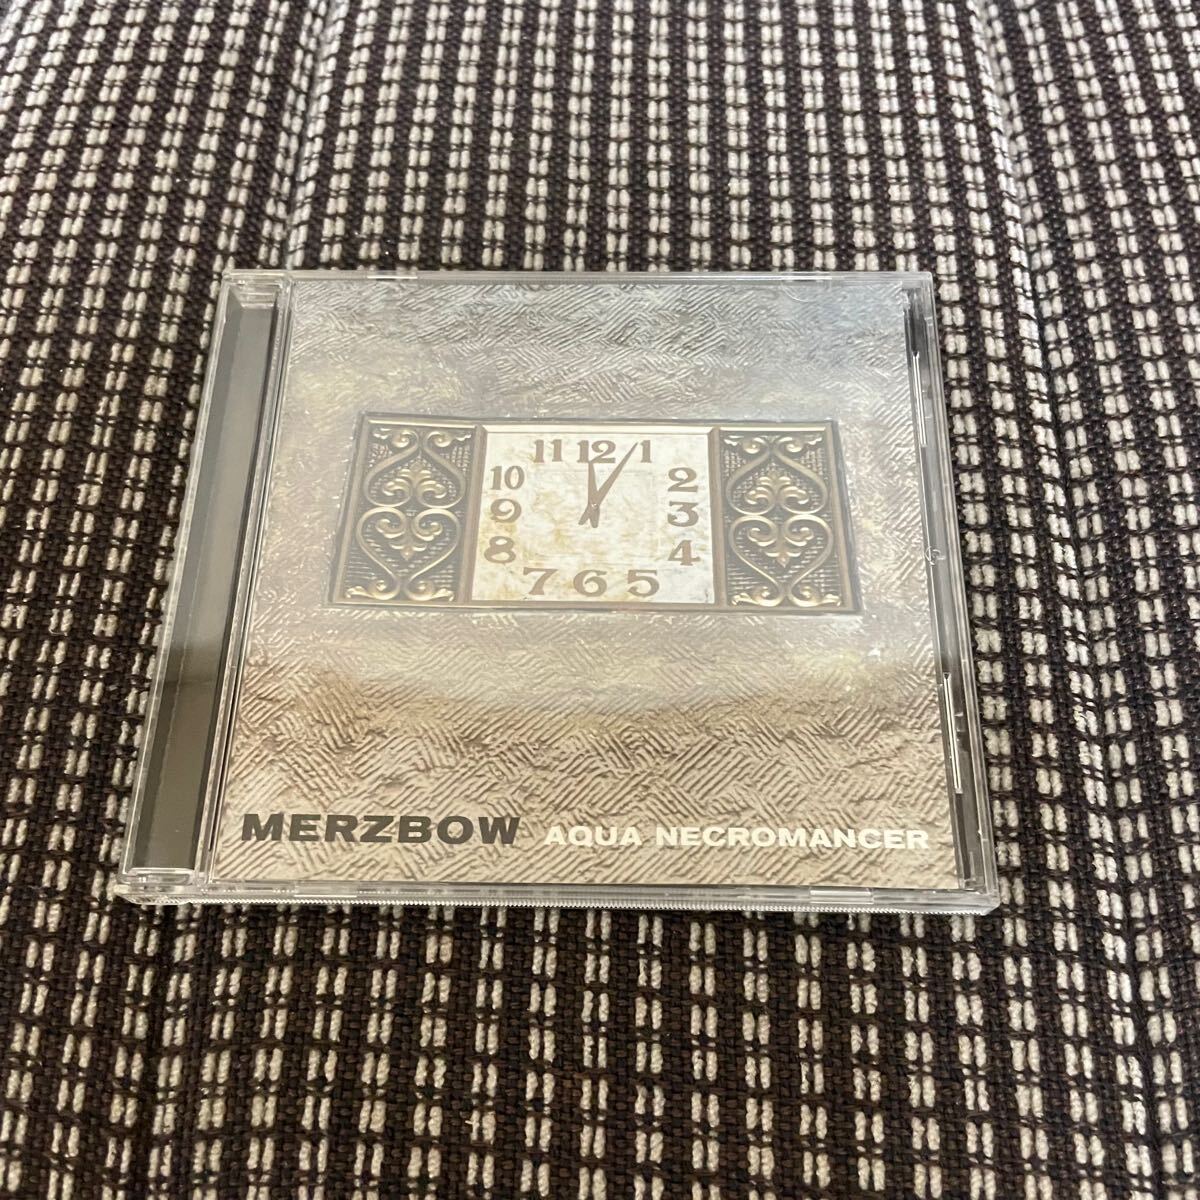 11 12 1
10 2
9 3
8 4
7 6 5
MERZBOW AQUA NECROMANCER